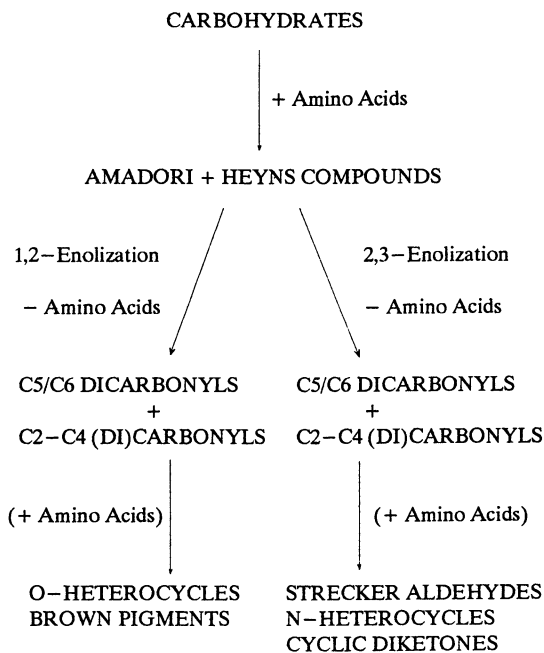 CARBOHYDRATES
+ Amino Acids
AMADORI + HEYNS COMPOUNDS
1,2−Enolization
− Amino Acids
2,3−Enolization
− Amino Acids
C5/C6 DICARBONYLS
+
C2−C4 (DI)CARBONYLS
C5/C6 DICARBONYLS
+
C2−C4 (DI)CARBONYLS
(+ Amino Acids)
(+ Amino Acids)
O−HETEROCYCLES
BROWN PIGMENTS
STRECKER ALDEHYDES
N−HETEROCYCLES
CYCLIC DIKETONES